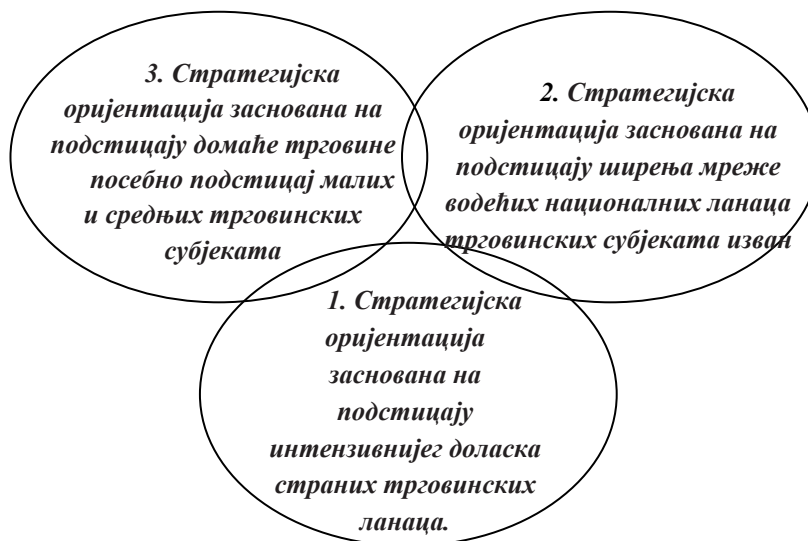 3. Стратегијска
оријентација заснована на
подстицају домаће трговине
посебно подстицај малих
и средњих трговинских
субјеката
2. Стратегијска
оријентација заснована на
подстицају ширења мреже
водећих националних ланаца
трговинских субјеката изван
1. Стратегијска
оријентација
заснована на
подстицају
интензивнијег доласка
страних трговинских
ланаца.